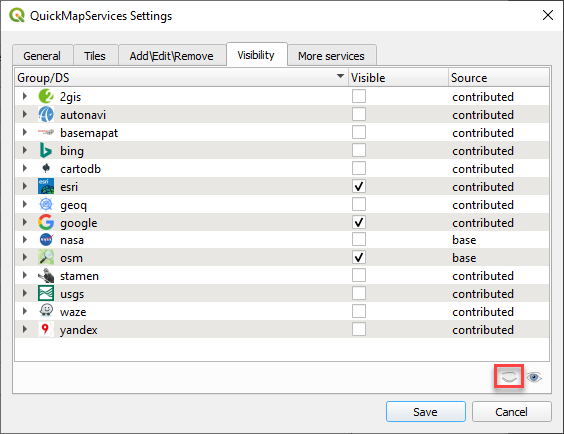 QuickMapServices Settings
General Tiles Add\Edit\Remove Visibility More services
Group/DS Visible Source
2gis contributed
autonavi contributed
basemapat contributed
bing contributed
cartodb contributed
esri contributed
geoq contributed
google contributed
nasa base
osm base
stamen contributed
usgs contributed
waze contributed
yandex contributed
Save Cancel